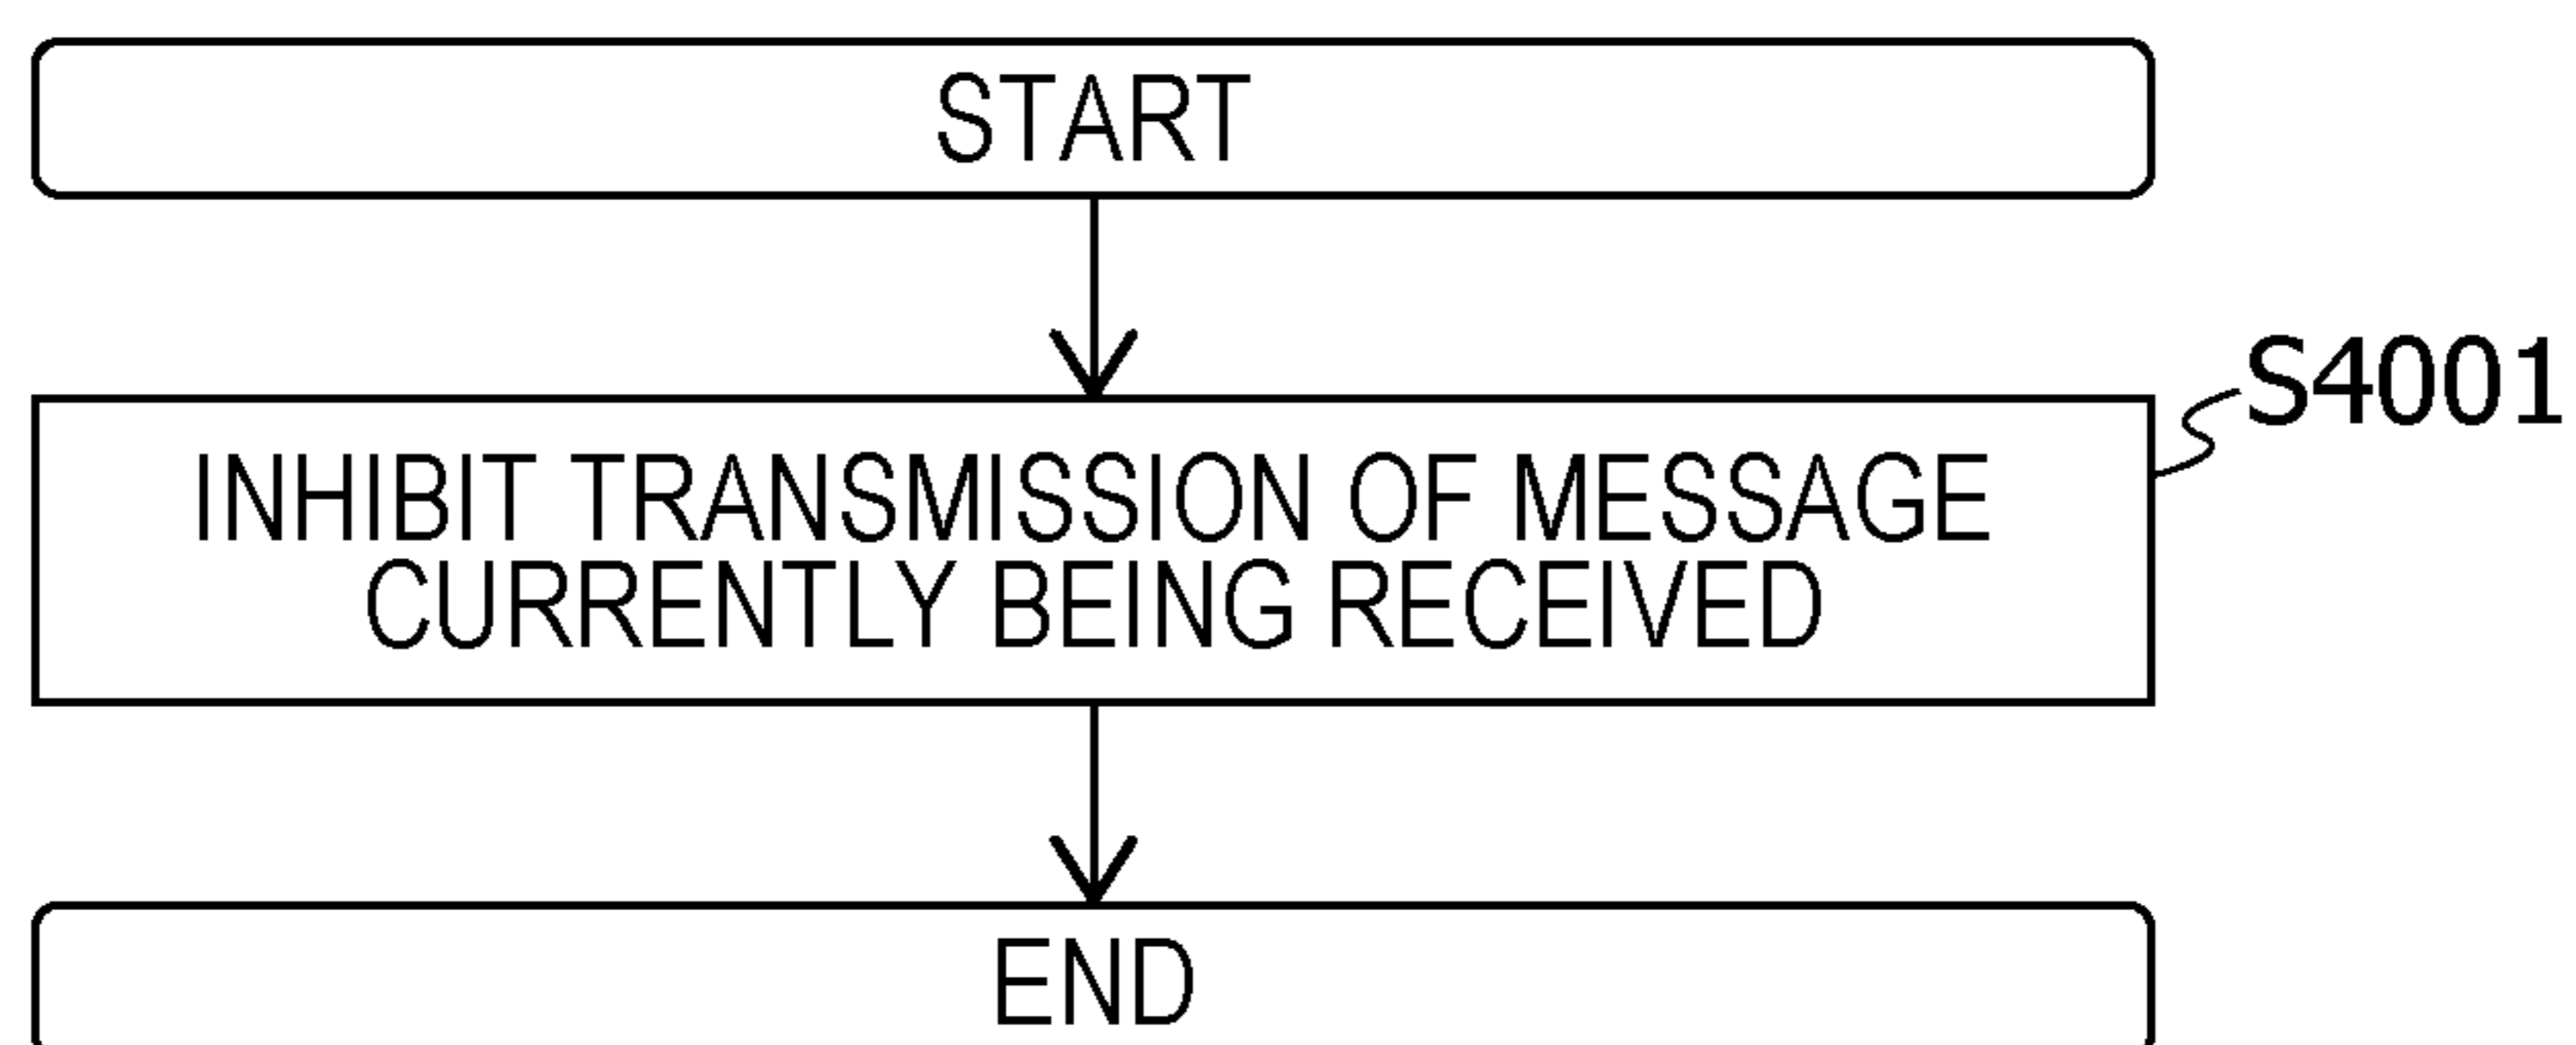 START
S4001
INHIBIT TRANSMISSION OF MESSAGE
CURRENTLY BEING RECEIVED
END